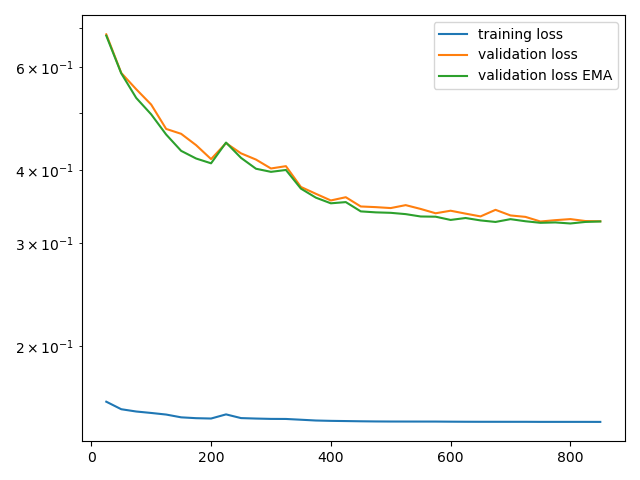 training loss
validation loss
validation loss EMA
6 × 10⁻¹
4 × 10⁻¹
3 × 10⁻¹
2 × 10⁻¹
0 200 400 600 800